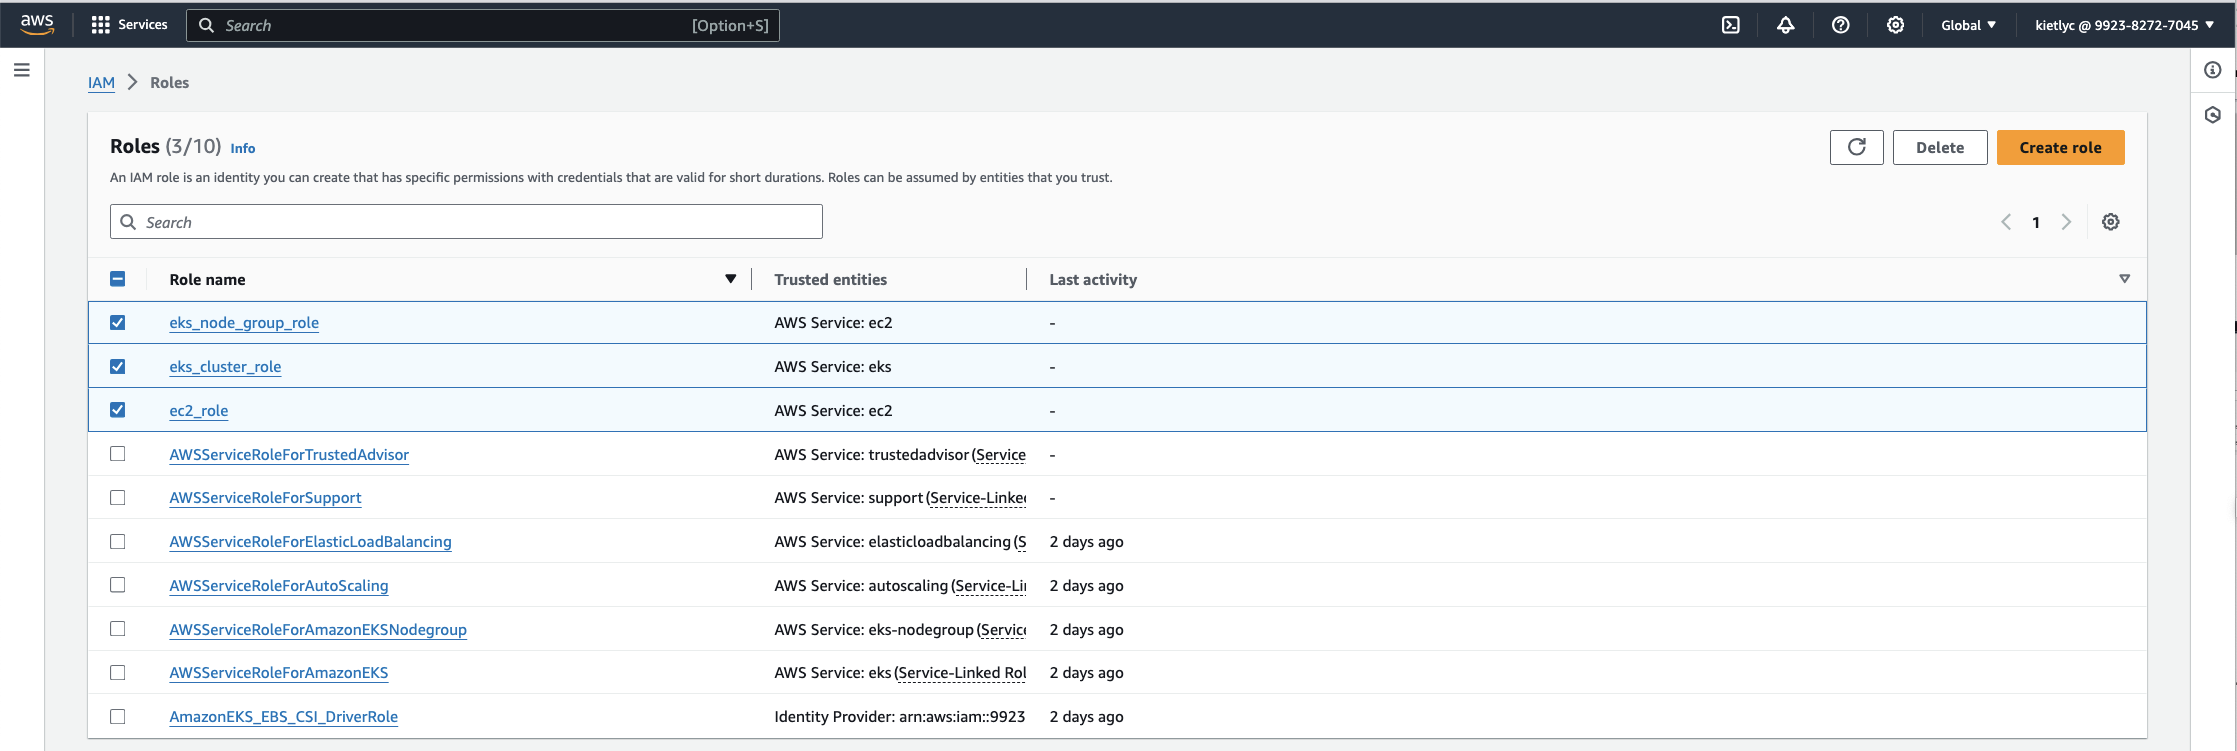 aws Services Search [Option+S] Global kietlyc @ 9923-8272-7045
IAM > Roles
Roles (3/10) Info Delete Create role
An IAM role is an identity you can create that has specific permissions with credentials that are valid for short durations. Roles can be assumed by entities that you trust.
Search 1
Role name Trusted entities Last activity
eks_node_group_role AWS Service: ec2 -
eks_cluster_role AWS Service: eks -
ec2_role AWS Service: ec2 -
AWSServiceRoleForTrustedAdvisor AWS Service: trustedadvisor (Service -
AWSServiceRoleForSupport AWS Service: support (Service-Linked -
AWSServiceRoleForElasticLoadBalancing AWS Service: elasticloadbalancing (S 2 days ago
AWSServiceRoleForAutoScaling AWS Service: autoscaling (Service-Li 2 days ago
AWSServiceRoleForAmazonEKSNodegroup AWS Service: eks-nodegroup (Service 2 days ago
AWSServiceRoleForAmazonEKS AWS Service: eks (Service-Linked Rol 2 days ago
AmazonEKS_EBS_CSI_DriverRole Identity Provider: arn:aws:iam::9923 2 days ago